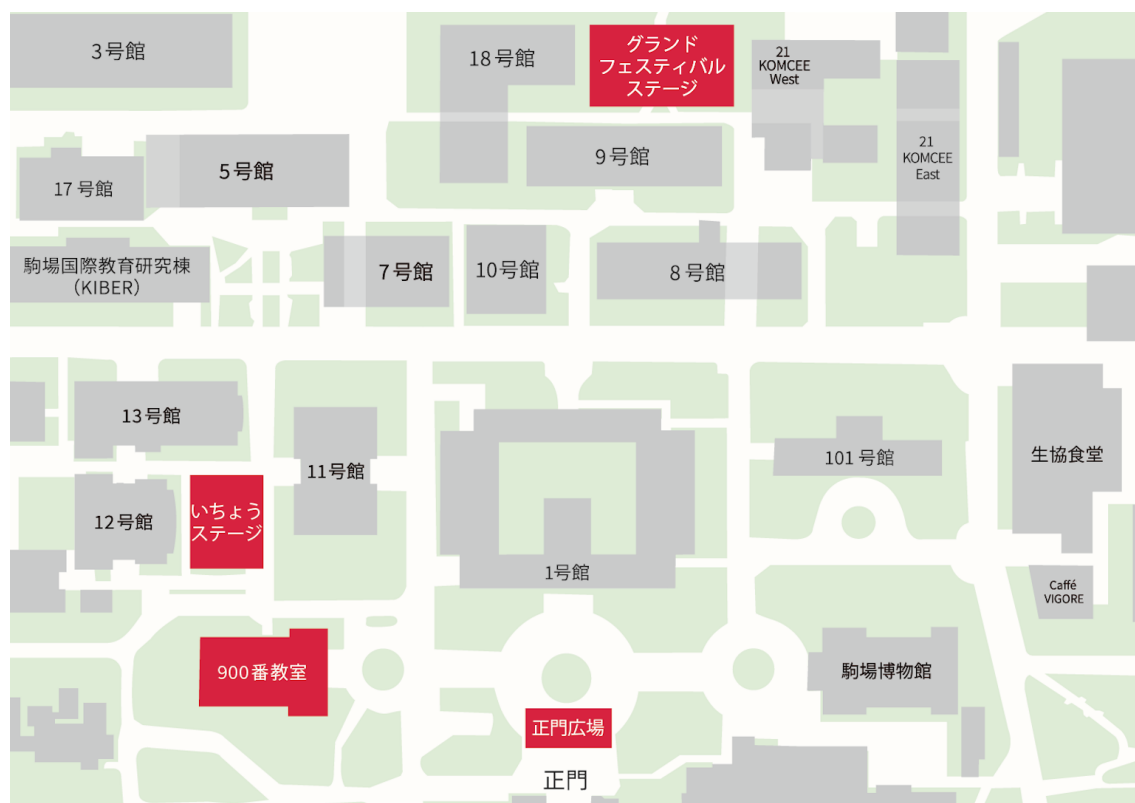 3号館
18号館
グランド
フェスティバル
ステージ
21
KOMCEE
West
17号館
5号館
9号館
21
KOMCEE
East
駒場国際教育研究棟
（KIBER）
7号館
10号館
8号館
13号館
11号館
101号館
生協食堂
12号館
いちょう
ステージ
1号館
Caffé
VIGORE
900番教室
駒場博物館
正門広場
正門